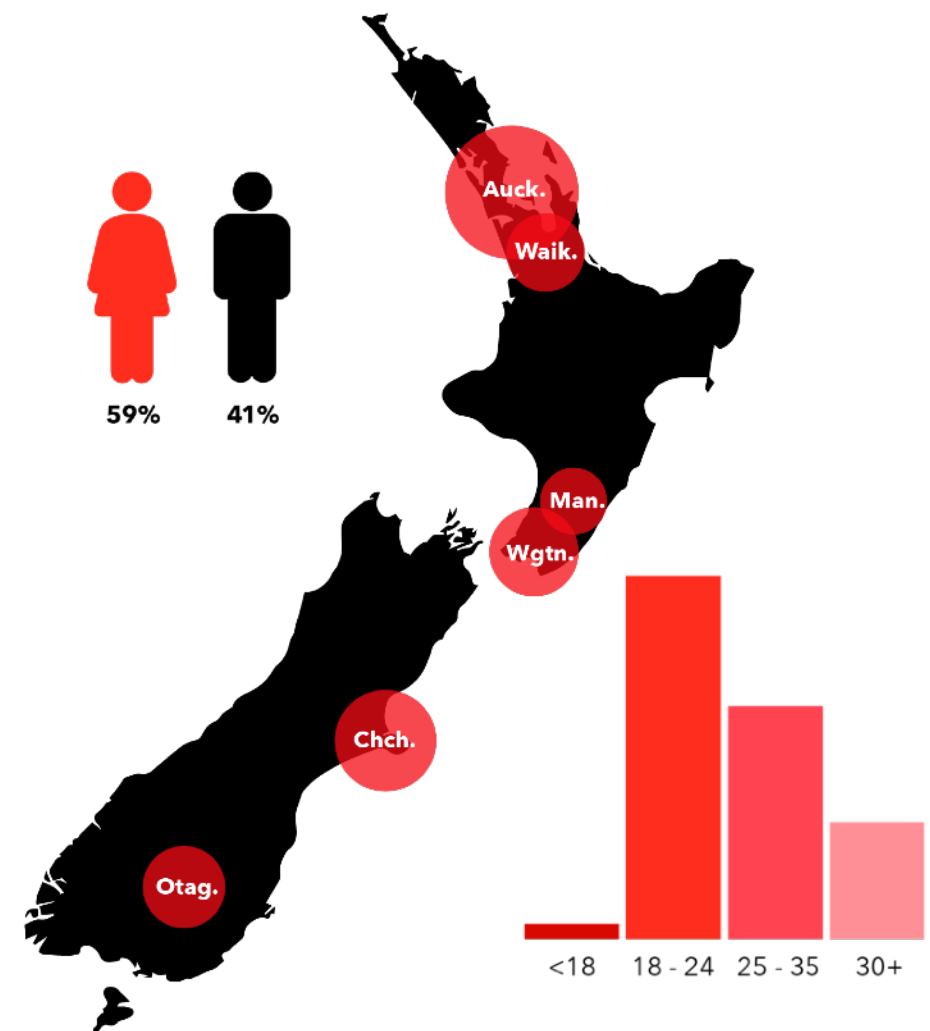 Auck.
Waik.
59% 41%
Man.
Wgtn.
Chch.
Otag.
<18 18 - 24 25 - 35 30+